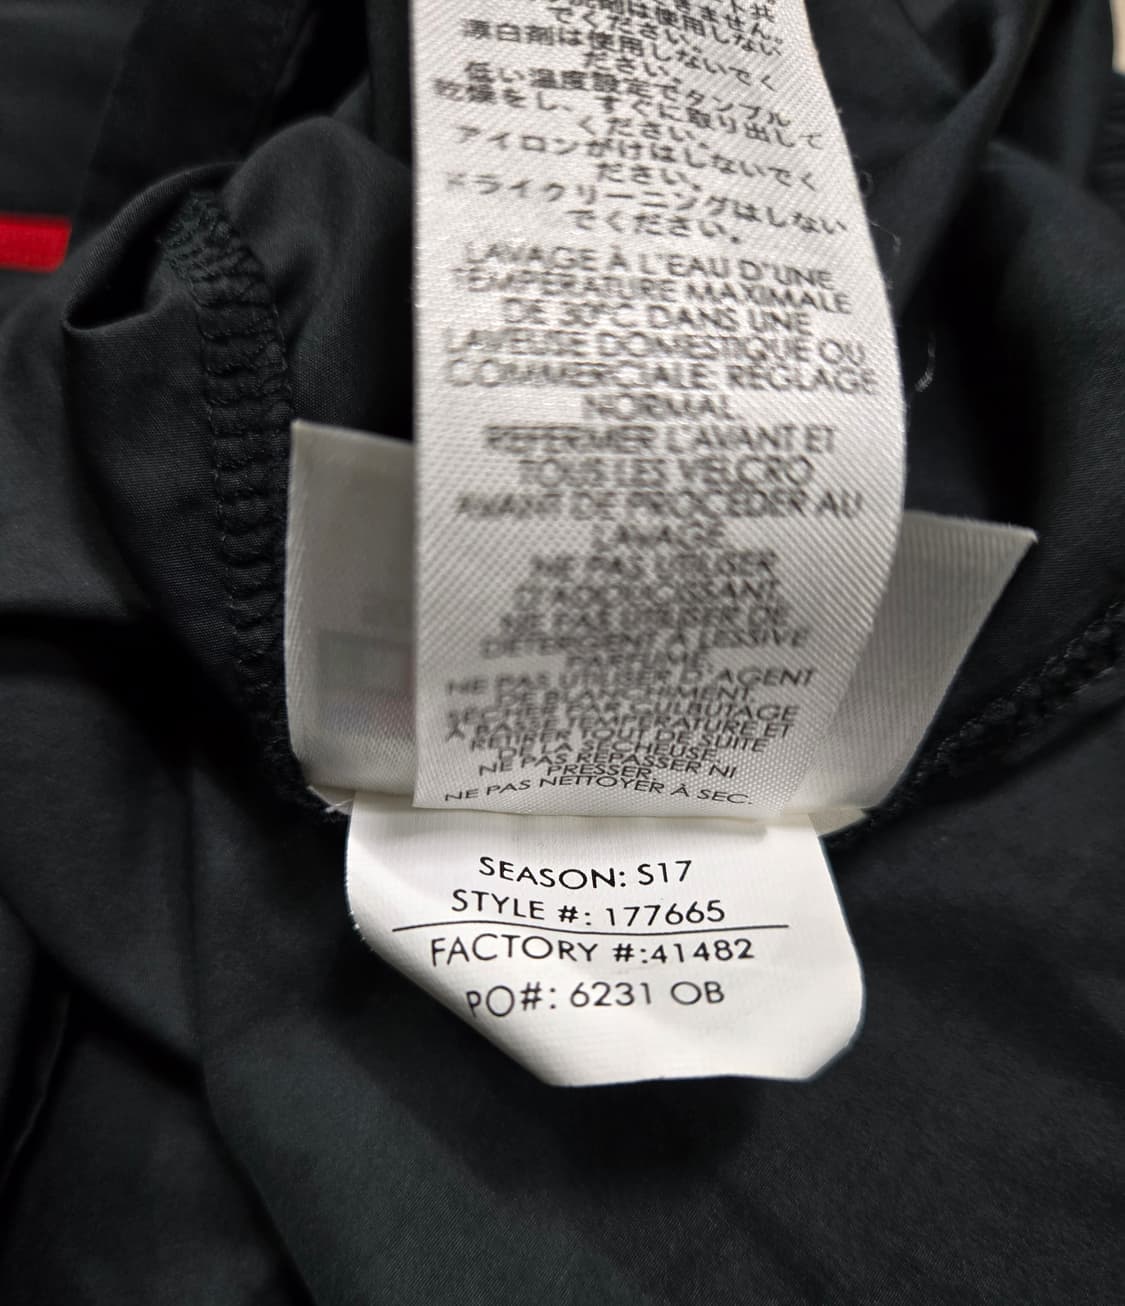 でください。
漂白剤は使用しないでく
ださい。
低い温度設定でタンブル
乾燥をし、すぐに取り出して
ください。
アイロンがけはしないでく
ださい。
ドライクリーニングはしない
でください。
LAVAGE À L'EAU D'UNE
TEMPÉRATURE MAXIMALE
DE 30°C DANS UNE
LAVEUSE DOMESTIQUE OU
COMMERCIALE, RÉGLAGE
NORMAL
REFERMER L'AVANT ET
TOUS LES VELCRO
AVANT DE PROCÉDER AU
LAVAGE.
NE PAS UTILISER
D'ADOUCISSANT.
NE PAS UTILISER DE
DÉTERGENT À LESSIVE
PARFUMÉ.
NE PAS UTILISER D'AGENT
DE BLANCHIMENT
SÉCHER PAR CULBUTAGE
À BASSE TEMPÉRATURE ET
RETIRER TOUT DE SUITE
DE LA SÉCHEUSE.
NE PAS REPASSER NI
PRESSER.
NE PAS NETTOYER À SEC.
SEASON: S17
STYLE #: 177665
FACTORY #:41482
PO#: 6231 OB